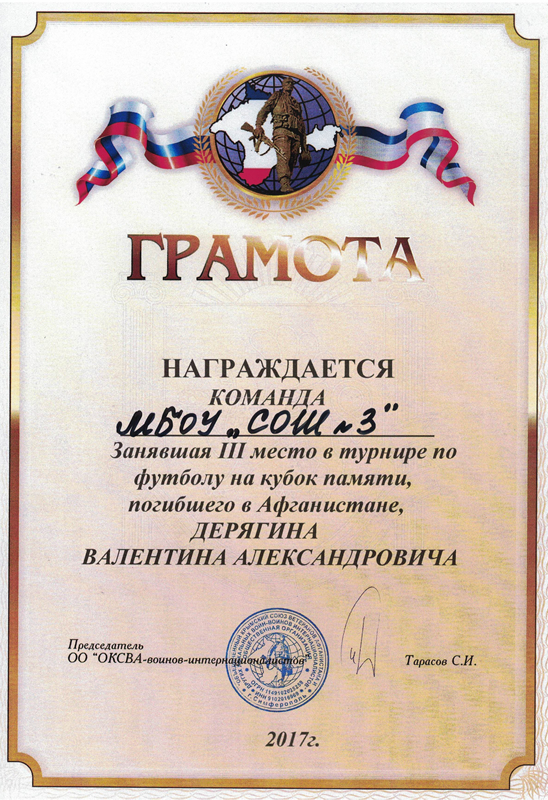 ГРАМОТА
НАГРАЖДАЕТСЯ
КОМАНДА
МБОУ „СОШ №3"
Занявшая III место в турнире по
футболу на кубок памяти,
погибшего в Афганистане,
ДЕРЯГИНА
ВАЛЕНТИНА АЛЕКСАНДРОВИЧА
Председатель
ОО "ОКСВА-воинов-интернационалистов"
Тарасов С.И.
г. Симферополь
2017г.